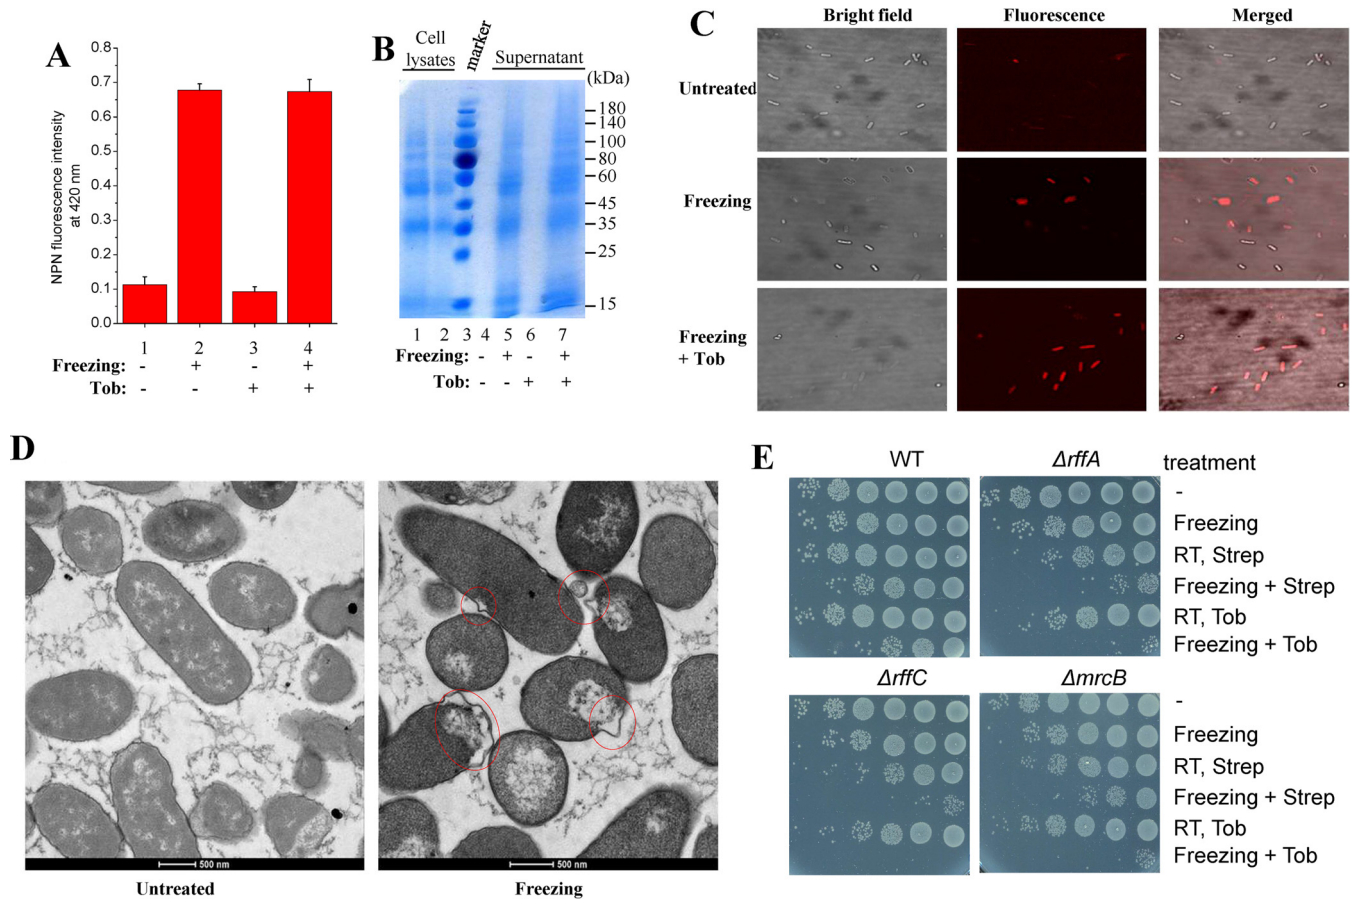 A
NPN fluorescence intensity
at 420 nm
0.8
0.7
0.6
0.5
0.4
0.3
0.2
0.1
0.0
1 2 3 4
Freezing: - + - +
Tob: - - + +
B
Cell
lysates
marker
Supernatant
(kDa)
180
140
100
80
60
45
35
25
15
1 2 3 4 5 6 7
Freezing: - + - +
Tob: - - + +
C
Bright field Fluorescence Merged
Untreated
Freezing
Freezing
+ Tob
D
500 nm
500 nm
Untreated
Freezing
E
WT ΔrffA treatment
-
Freezing
RT, Strep
Freezing + Strep
RT, Tob
Freezing + Tob
ΔrffC ΔmrcB
-
Freezing
RT, Strep
Freezing + Strep
RT, Tob
Freezing + Tob